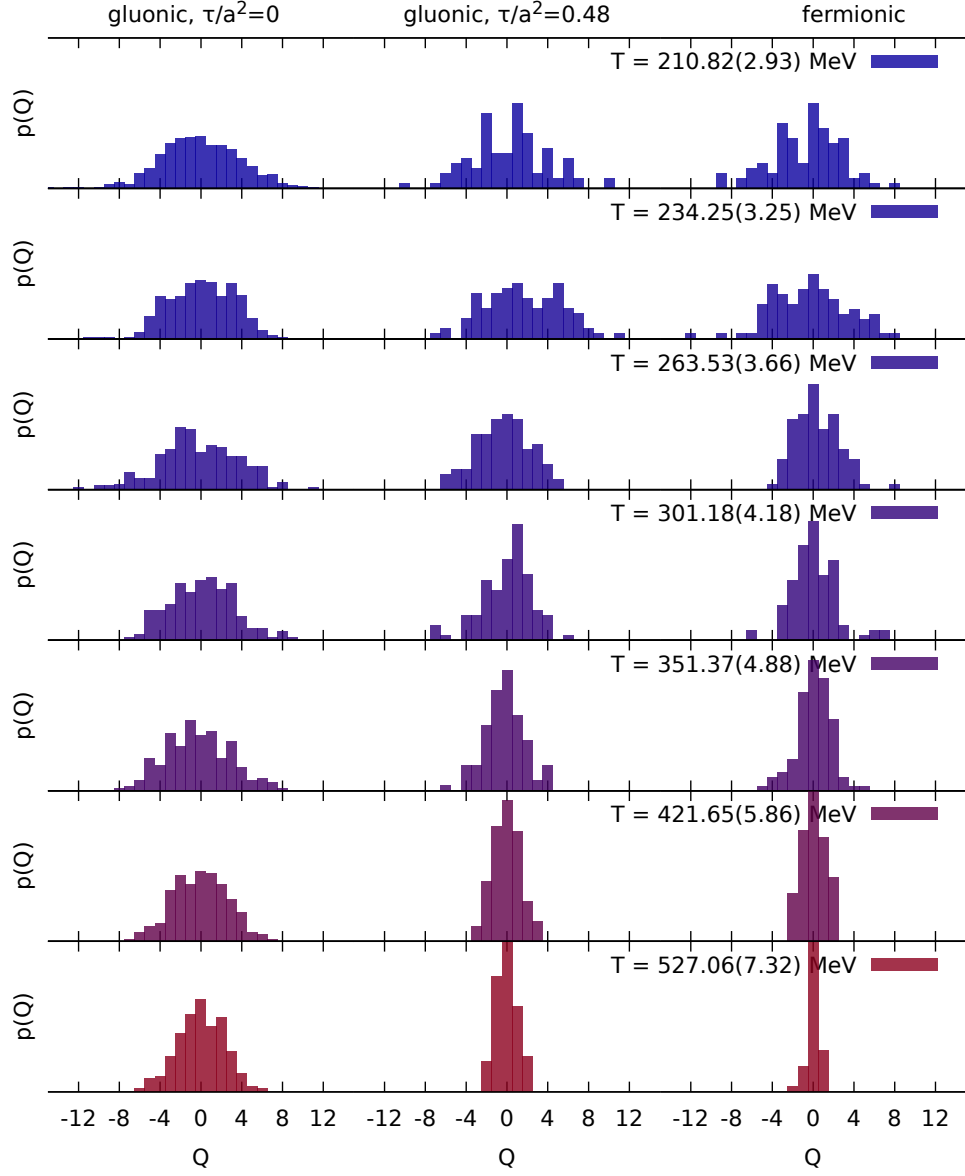 gluonic, τ/a²=0 gluonic, τ/a²=0.48 fermionic
T = 210.82(2.93) MeV
p(Q)
T = 234.25(3.25) MeV
p(Q)
T = 263.53(3.66) MeV
p(Q)
T = 301.18(4.18) MeV
p(Q)
T = 351.37(4.88) MeV
p(Q)
T = 421.65(5.86) MeV
p(Q)
T = 527.06(7.32) MeV
p(Q)
-12 -8 -4 0 4 8 12 -12 -8 -4 0 4 8 12 -12 -8 -4 0 4 8 12
Q Q Q